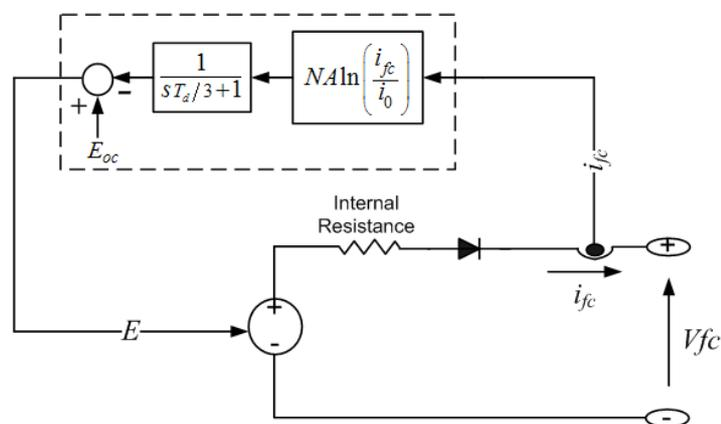 1
sT_d/3+1
NA ln(i_fc/i_0)
+
-
E_oc
i_fc
Internal
Resistance
+
+
i_fc
E
-
Vfc
-